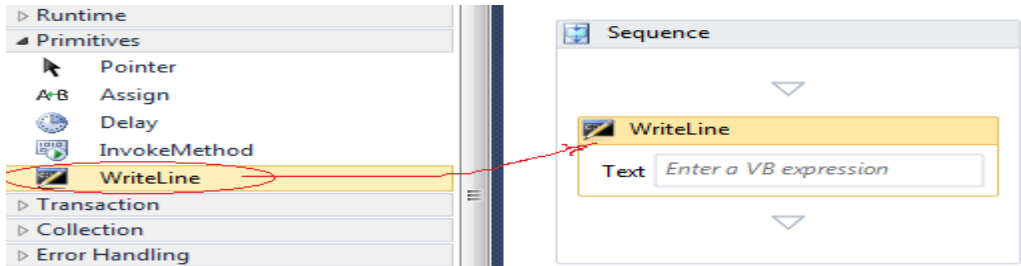 Runtime
Primitives
Pointer
Assign
Delay
InvokeMethod
WriteLine
Transaction
Collection
Error Handling
Sequence
WriteLine
Text Enter a VB expression